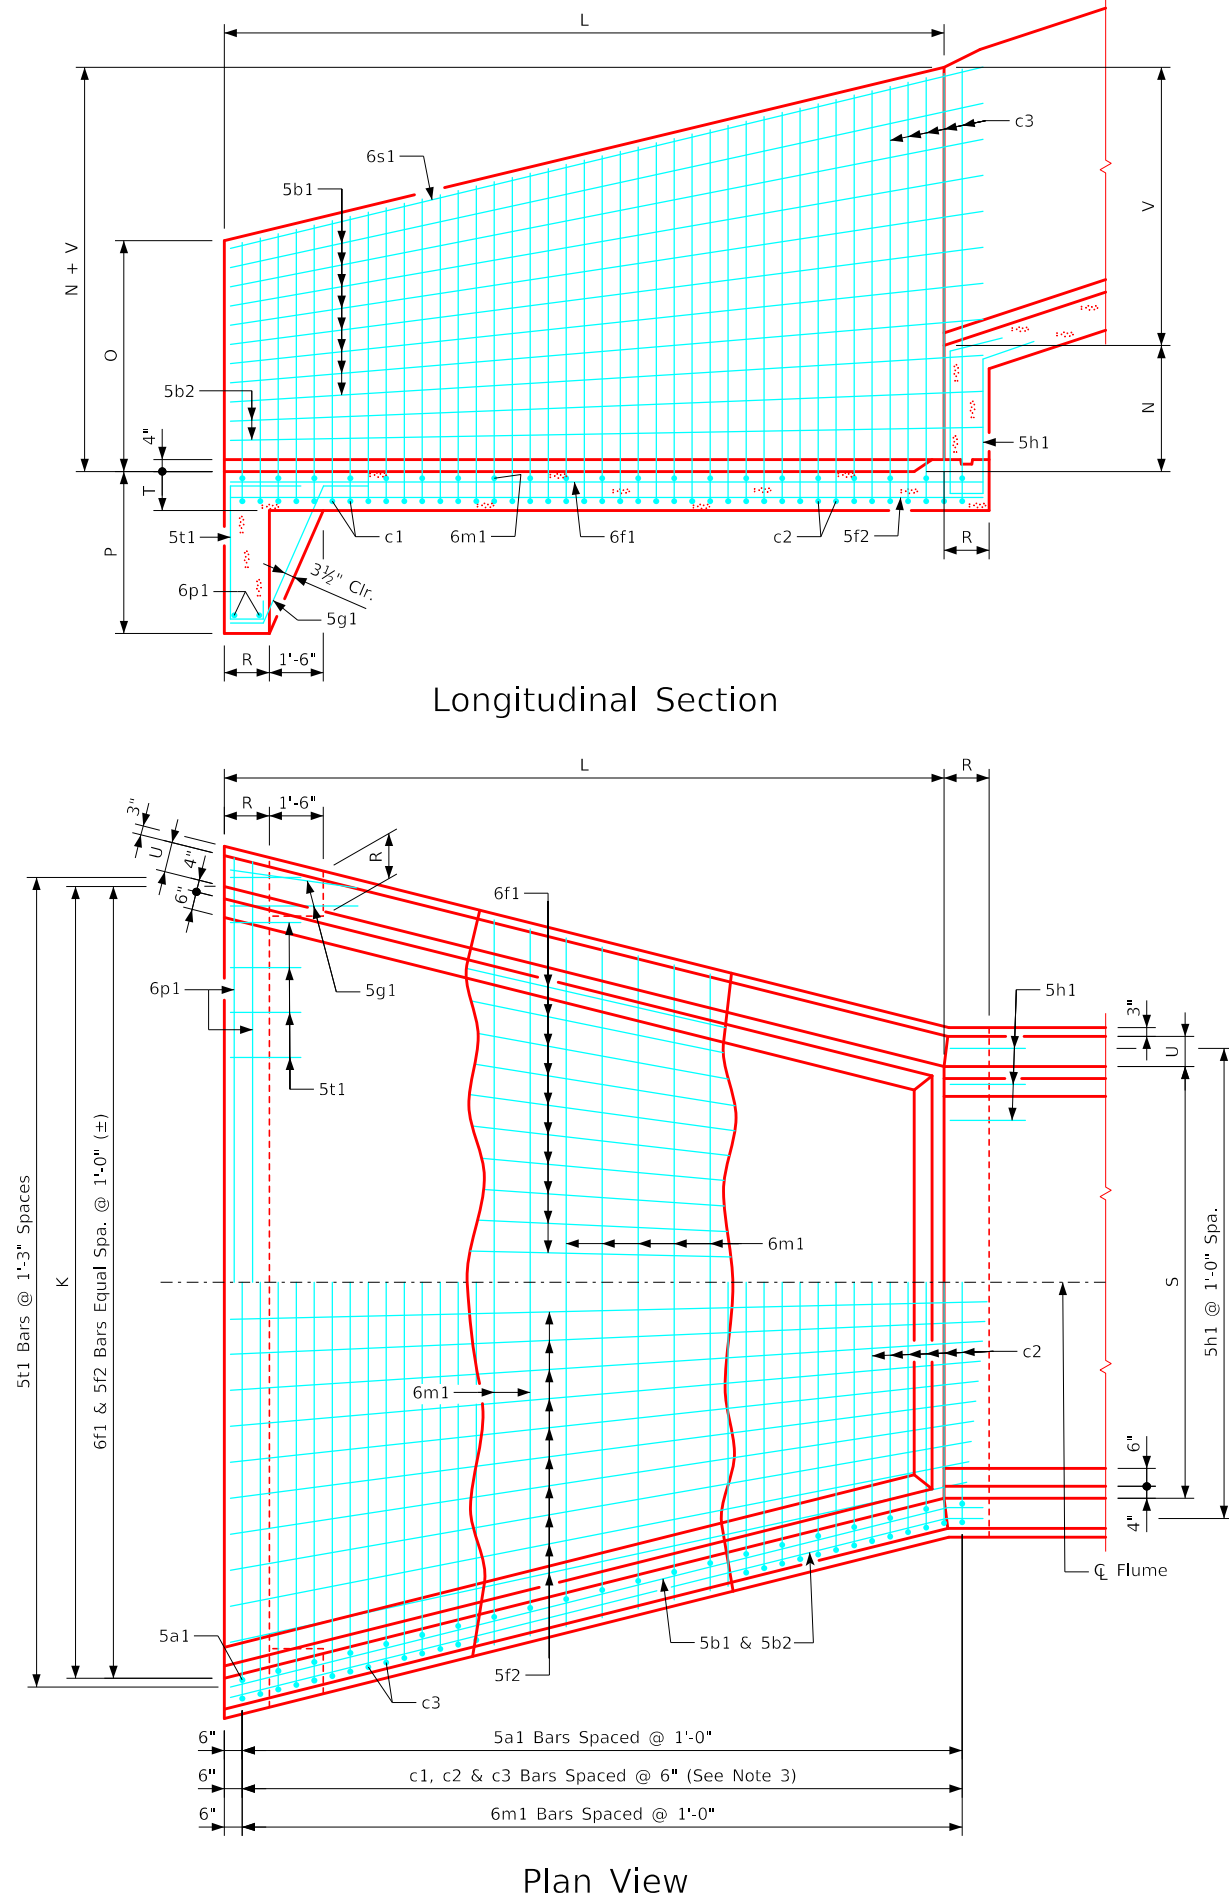 L
c3
6s1
5b1
V
N + V
O
5b2
4"
N
5h1
T
5t1
c1
6m1
6f1
c2
5f2
R
P
3½" Clr.
6p1
5g1
R
1'-6"
Longitudinal Section
L
R
R
1'-6"
3"
U
4"
6"
R
6f1
6p1
5g1
5h1
3"
U
5t1
5t1 Bars @ 1'-3" Spaces
K
6f1 & 5f2 Bars Equal Spa. @ 1'-0" (±)
6m1
S
5h1 @ 1'-0" Spa.
c2
6m1
6"
4"
℄ Flume
5a1
5b1 & 5b2
5f2
c3
6"
5a1 Bars Spaced @ 1'-0"
6"
c1, c2 & c3 Bars Spaced @ 6" (See Note 3)
6"
6m1 Bars Spaced @ 1'-0"
Plan View